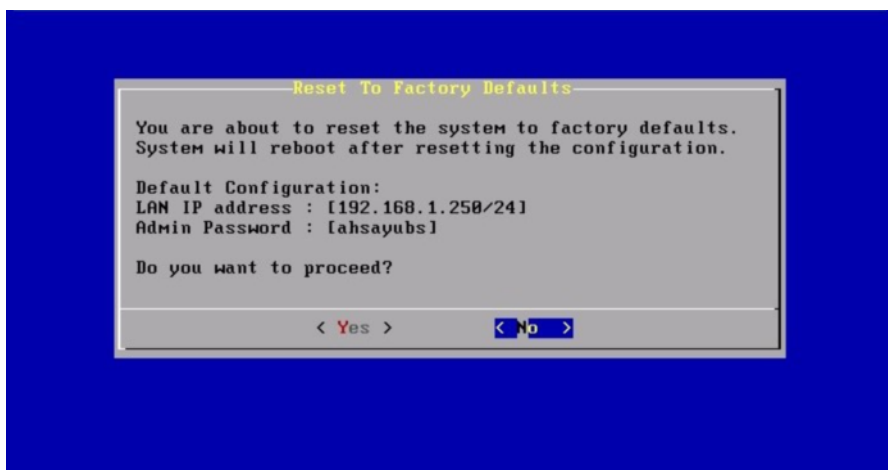 Reset To Factory Defaults
You are about to reset the system to factory defaults.
System will reboot after resetting the configuration.
Default Configuration:
LAN IP address : [192.168.1.250/24]
Admin Password : [ahsayubs]
Do you want to proceed?
< Yes > < No >